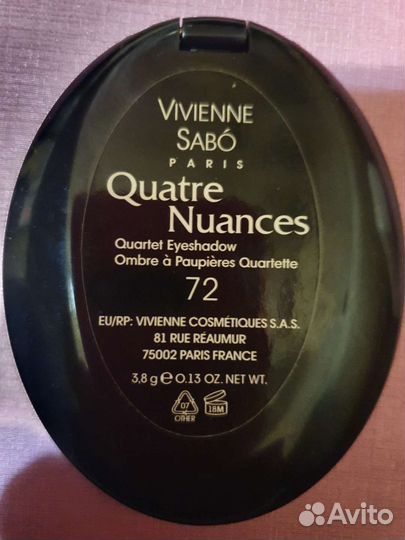 VIVIENNE
SABÓ
PARIS
Quatre
Nuances
Quartet Eyeshadow
Ombre à Paupières Quartette
72
EU/RP: VIVIENNE COSMÉTIQUES S.A.S.
81 RUE RÉAUMUR
75002 PARIS FRANCE
3,8 g ℮ 0.13 OZ. NET WT.
07
OTHER
18M
Avito